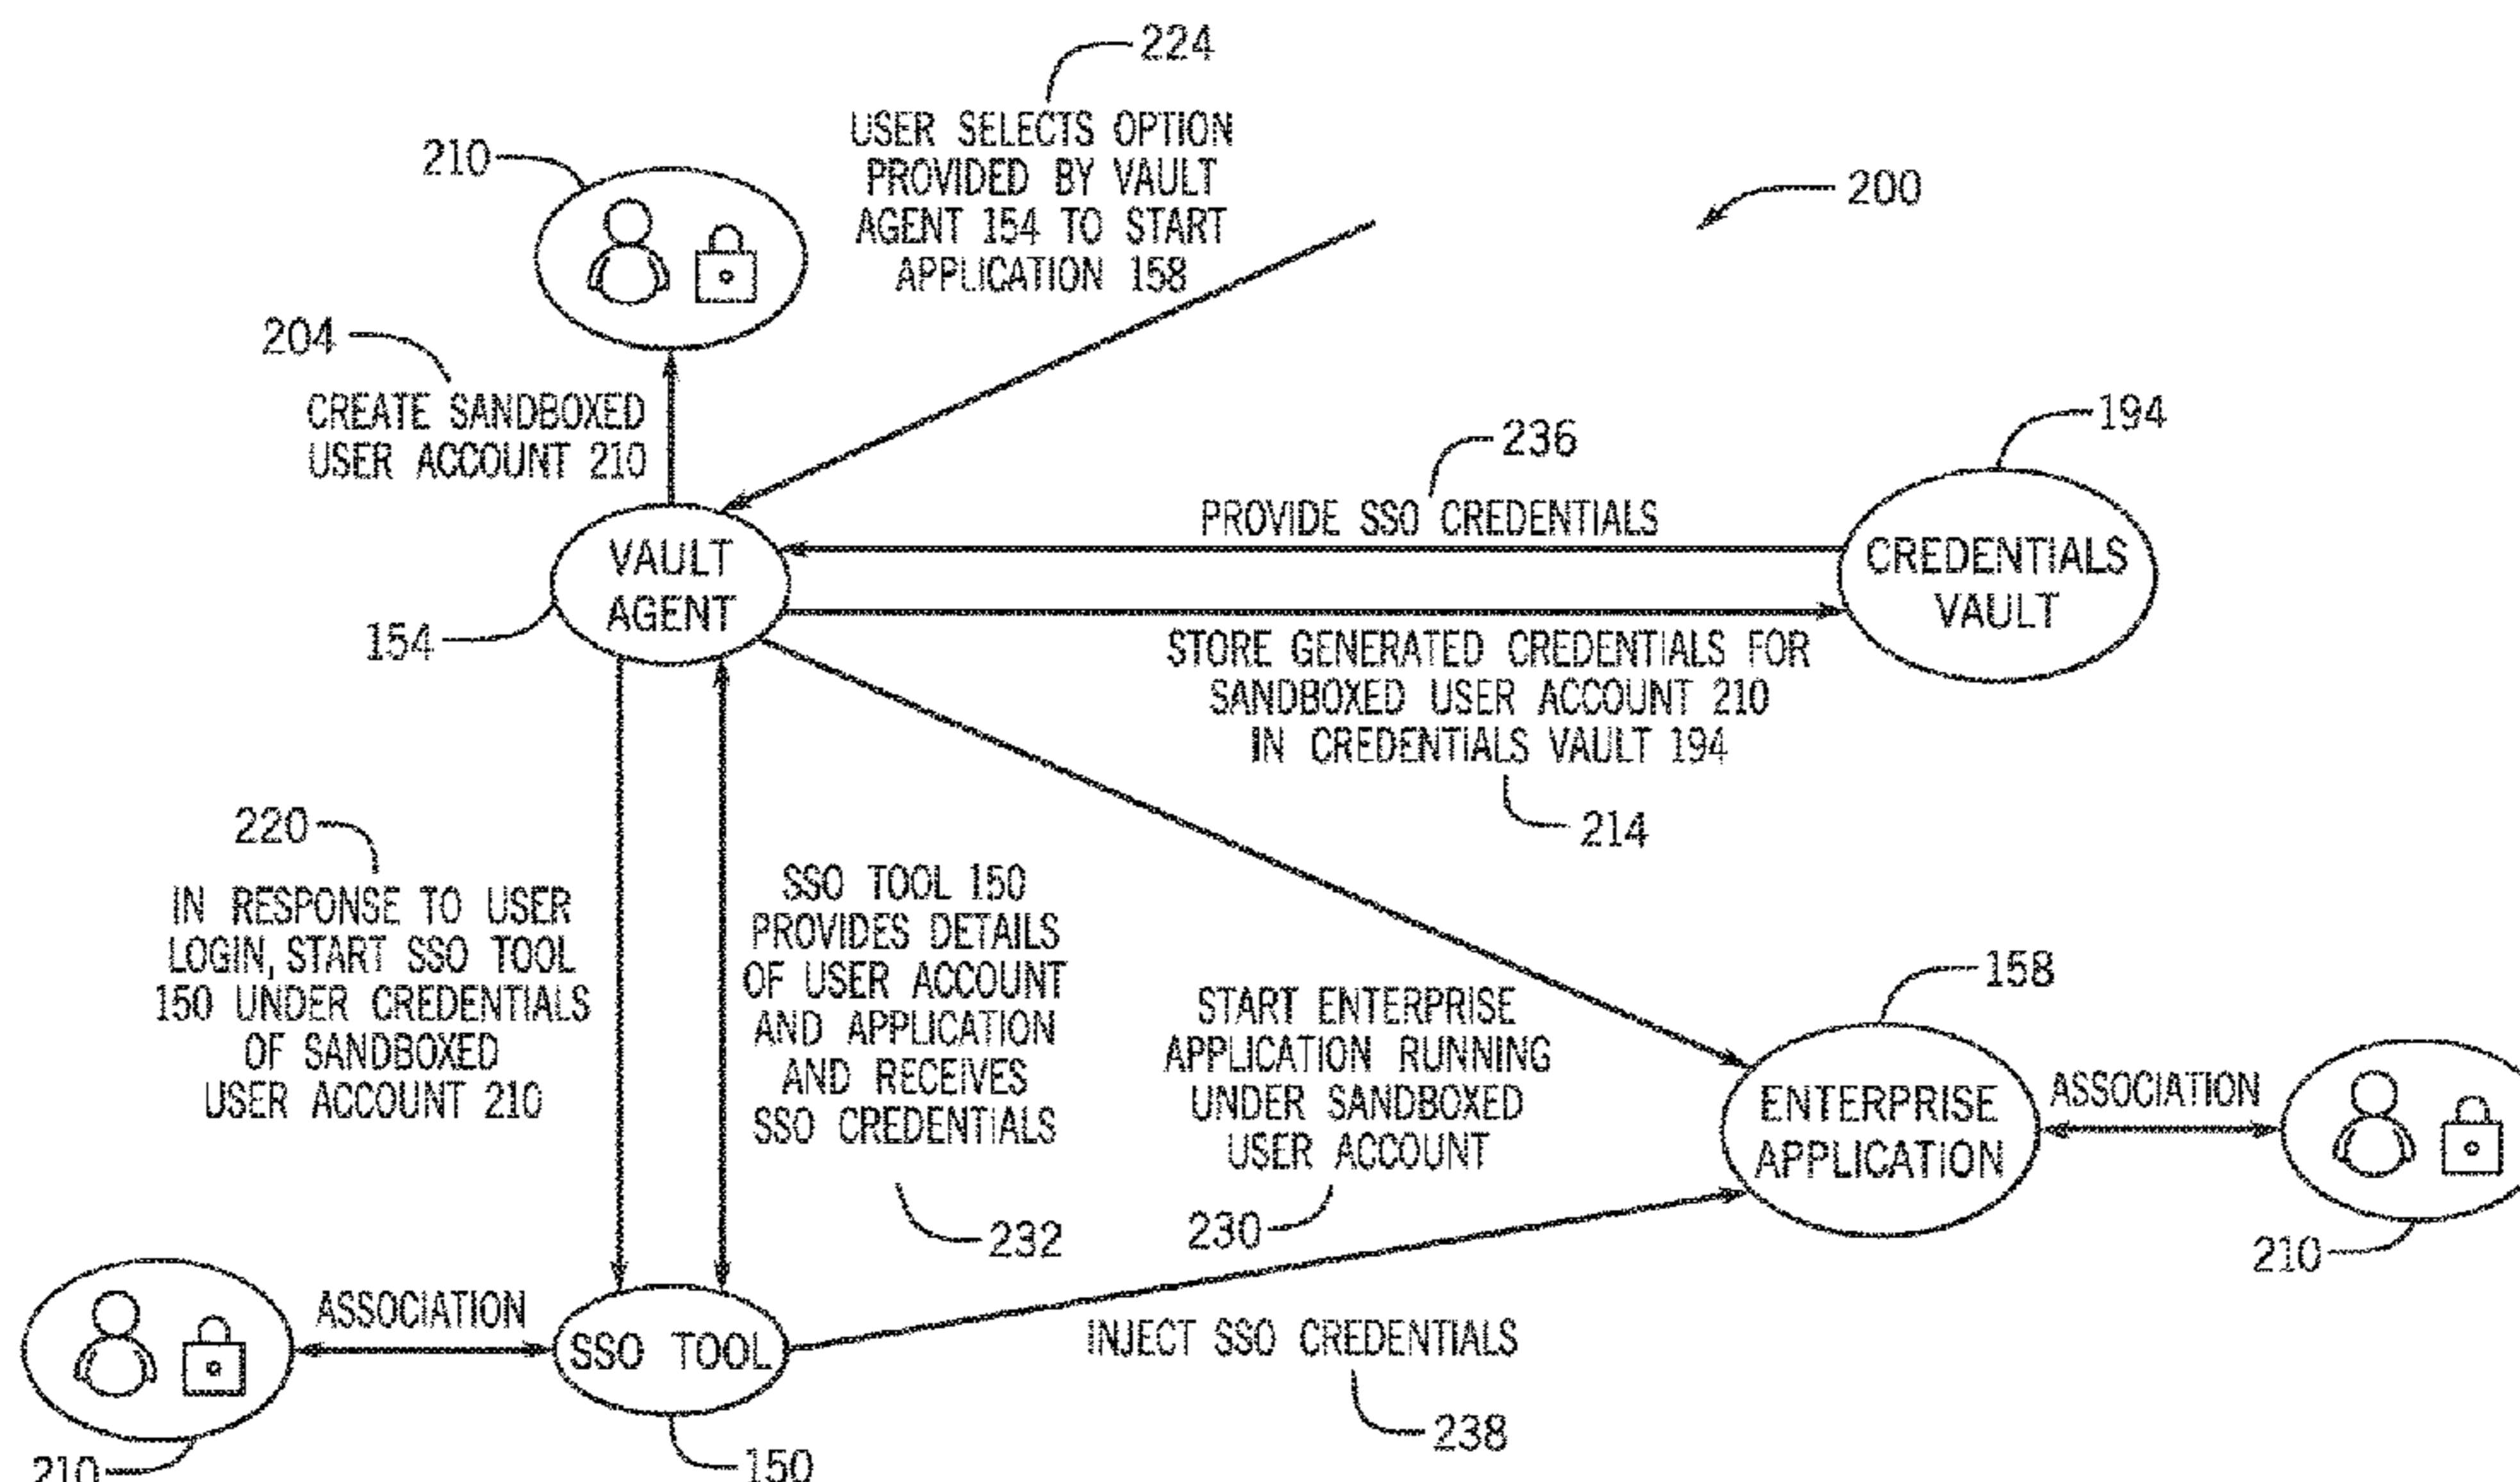 224
USER SELECTS OPTION
PROVIDED BY VAULT
AGENT 154 TO START
APPLICATION 158
210
200
204
CREATE SANDBOXED
USER ACCOUNT 210
194
236
PROVIDE SSO CREDENTIALS
VAULT
AGENT
CREDENTIALS
VAULT
154
STORE GENERATED CREDENTIALS FOR
SANDBOXED USER ACCOUNT 210
IN CREDENTIALS VAULT 194
214
220
IN RESPONSE TO USER
LOGIN, START SSO TOOL
150 UNDER CREDENTIALS
OF SANDBOXED
USER ACCOUNT 210
SSO TOOL 150
PROVIDES DETAILS
OF USER ACCOUNT
AND APPLICATION
AND RECEIVES
SSO CREDENTIALS
232
START ENTERPRISE
APPLICATION RUNNING
UNDER SANDBOXED
USER ACCOUNT
230
158
ENTERPRISE
APPLICATION
ASSOCIATION
210
ASSOCIATION
SSO TOOL
INJECT SSO CREDENTIALS
238
210
150